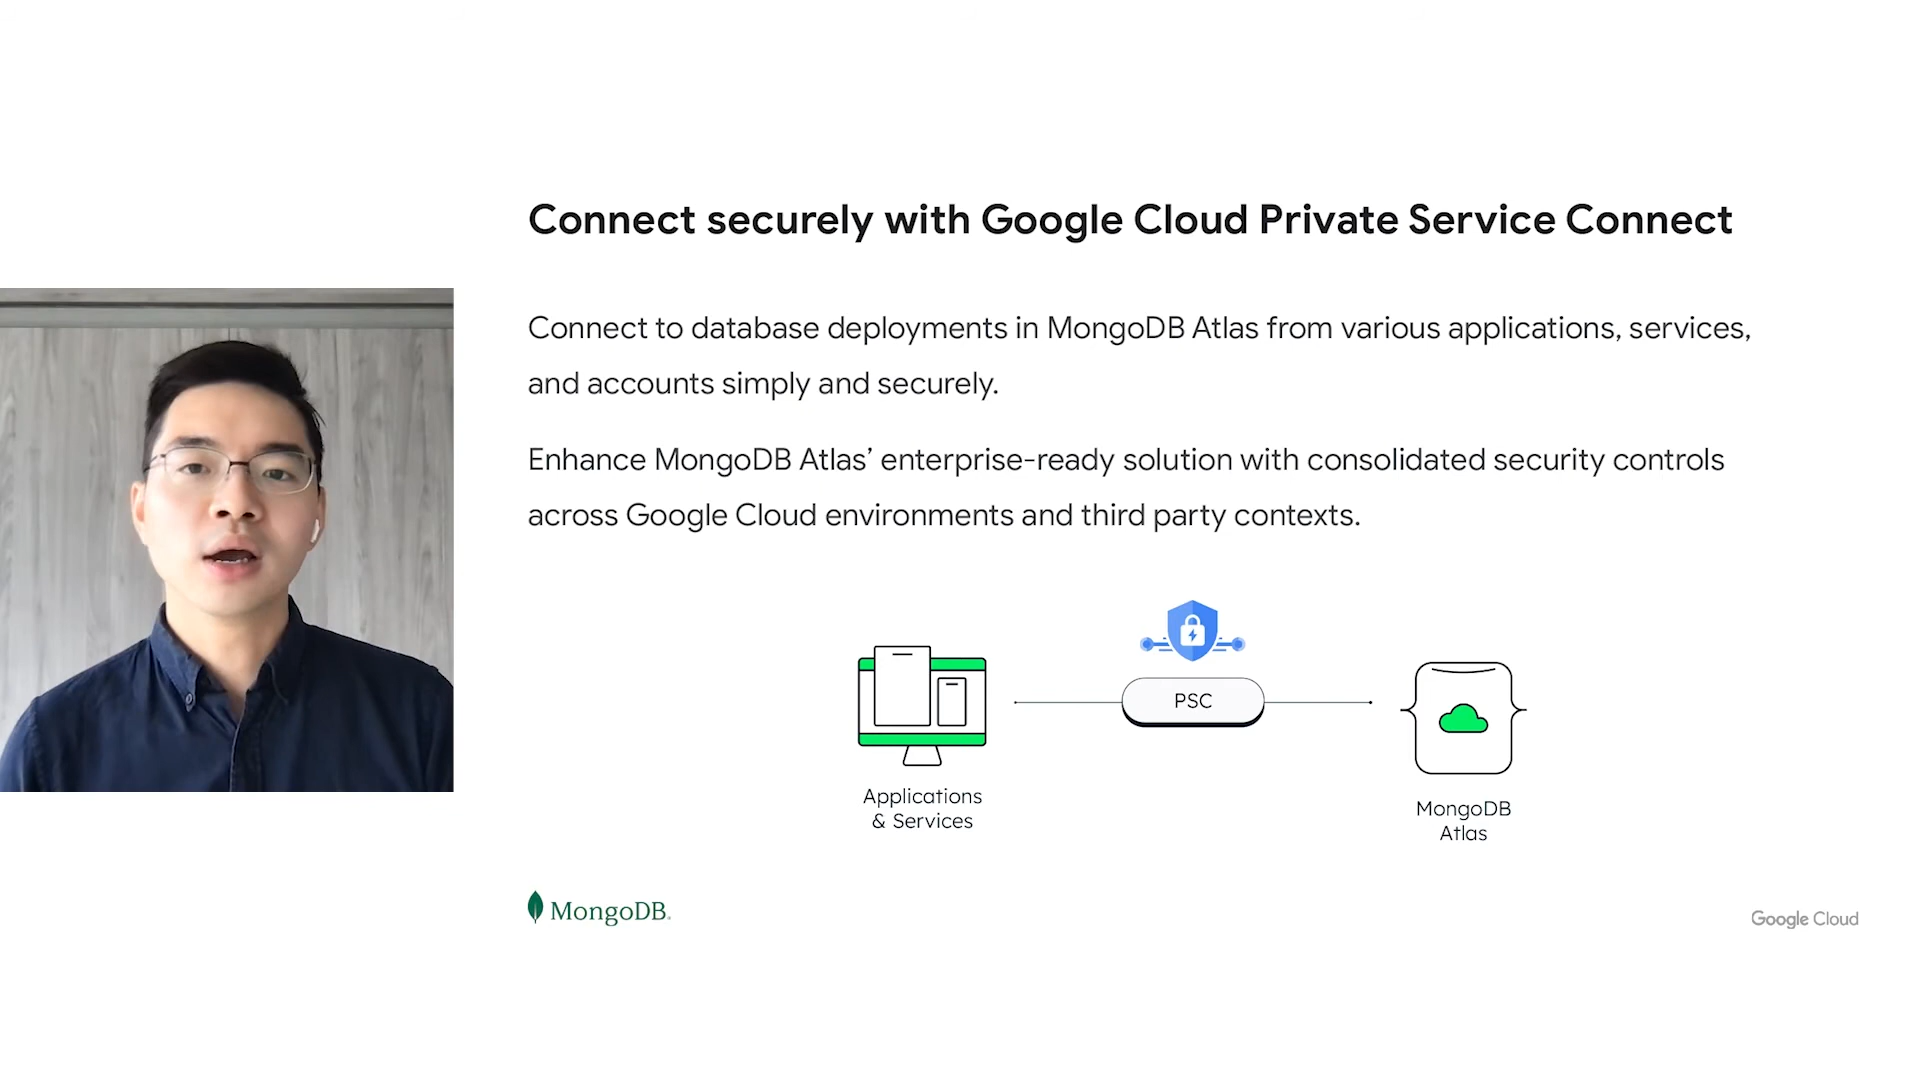 Connect securely with Google Cloud Private Service Connect
Connect to database deployments in MongoDB Atlas from various applications, services,
and accounts simply and securely.
Enhance MongoDB Atlas’ enterprise-ready solution with consolidated security controls
across Google Cloud environments and third party contexts.
PSC
Applications
& Services
MongoDB
Atlas
MongoDB.
Google Cloud